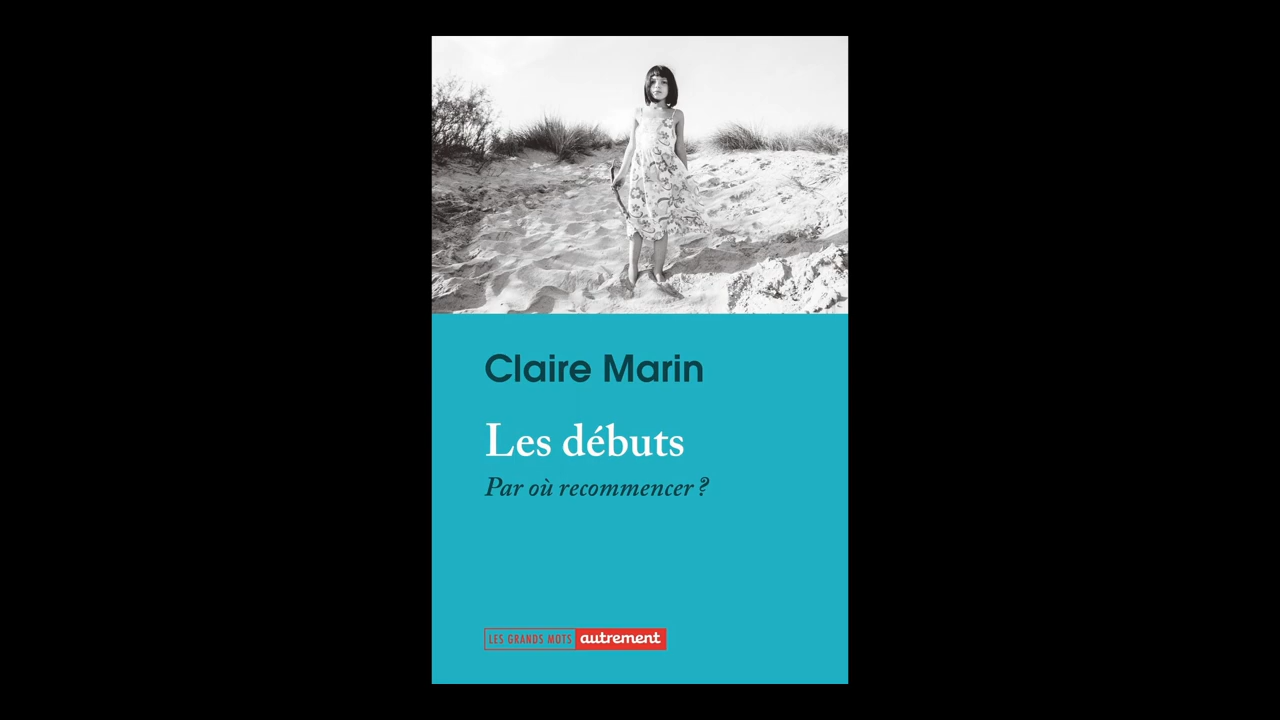 Claire Marin
Les débuts
Par où recommencer ?
LES GRANDS MOTS autrement